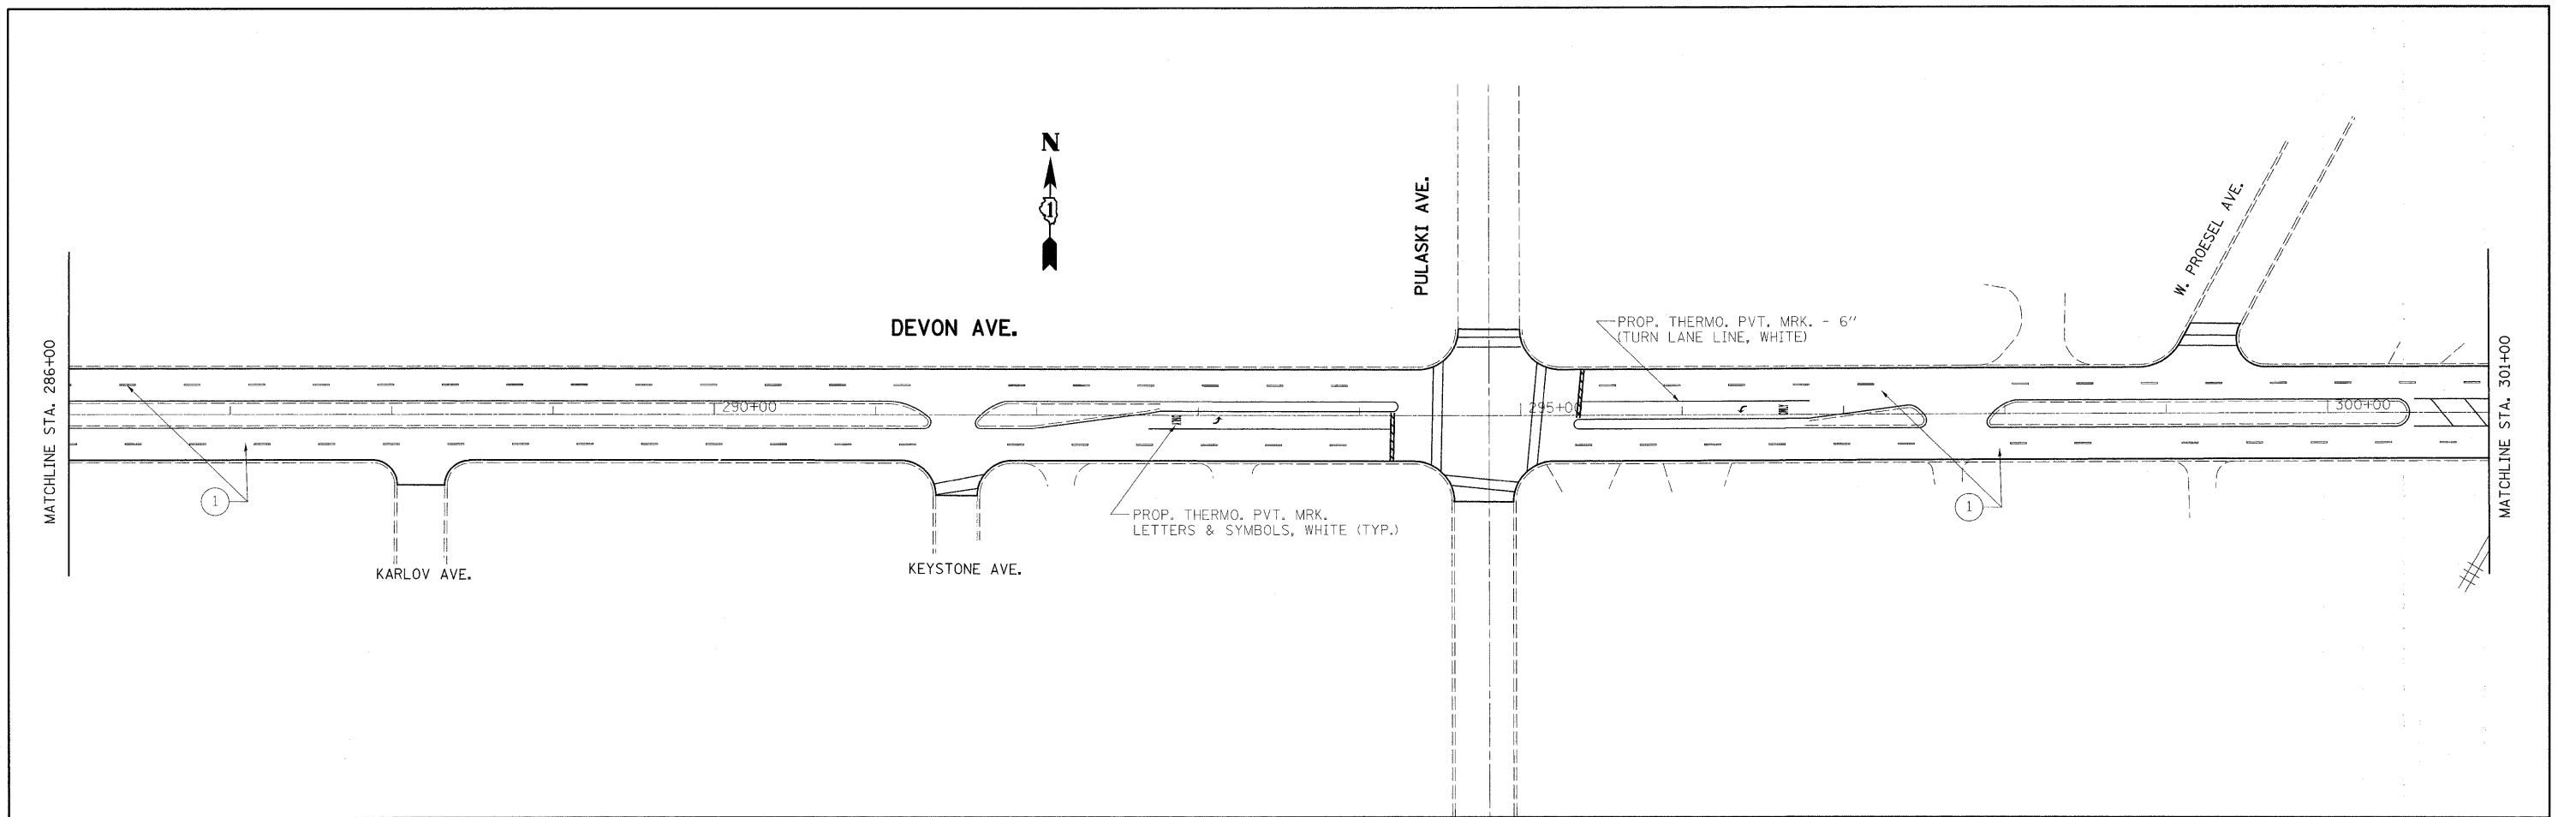 N
1
DEVON AVE.
PULASKI AVE.
W. PROESEL AVE.
PROP. THERMO. PVT. MRK. - 6"
(TURN LANE LINE, WHITE)
MATCHLINE STA. 286+00
MATCHLINE STA. 301+00
290+00
295+00
300+00
ONLY
ONLY
1
1
PROP. THERMO. PVT. MRK.
LETTERS & SYMBOLS, WHITE (TYP.)
KARLOV AVE.
KEYSTONE AVE.